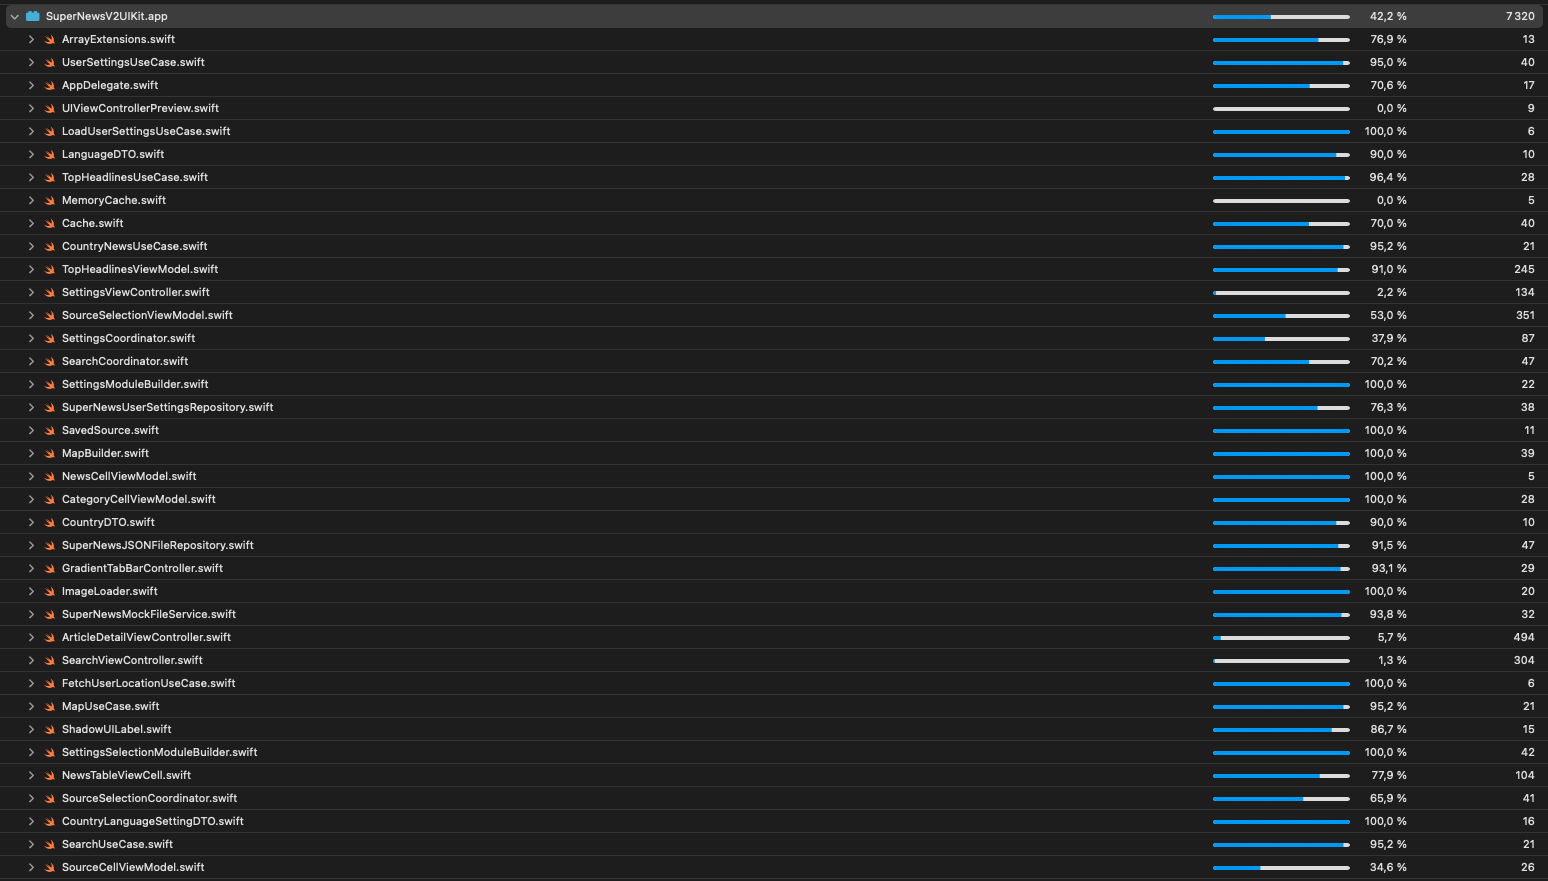 SuperNewsV2UIKit.app 42,2 % 7 320
ArrayExtensions.swift 76,9 % 13
UserSettingsUseCase.swift 95,0 % 40
AppDelegate.swift 70,6 % 17
UIViewControllerPreview.swift 0,0 % 9
LoadUserSettingsUseCase.swift 100,0 % 6
LanguageDTO.swift 90,0 % 10
TopHeadlinesUseCase.swift 96,4 % 28
MemoryCache.swift 0,0 % 5
Cache.swift 70,0 % 40
CountryNewsUseCase.swift 95,2 % 21
TopHeadlinesViewModel.swift 91,0 % 245
SettingsViewController.swift 2,2 % 134
SourceSelectionViewModel.swift 53,0 % 351
SettingsCoordinator.swift 37,9 % 87
SearchCoordinator.swift 70,2 % 47
SettingsModuleBuilder.swift 100,0 % 22
SuperNewsUserSettingsRepository.swift 76,3 % 38
SavedSource.swift 100,0 % 11
MapBuilder.swift 100,0 % 39
NewsCellViewModel.swift 100,0 % 5
CategoryCellViewModel.swift 100,0 % 28
CountryDTO.swift 90,0 % 10
SuperNewsJSONFileRepository.swift 91,5 % 47
GradientTabBarController.swift 93,1 % 29
ImageLoader.swift 100,0 % 20
SuperNewsMockFileService.swift 93,8 % 32
ArticleDetailViewController.swift 5,7 % 494
SearchViewController.swift 1,3 % 304
FetchUserLocationUseCase.swift 100,0 % 6
MapUseCase.swift 95,2 % 21
ShadowUILabel.swift 86,7 % 15
SettingsSelectionModuleBuilder.swift 100,0 % 42
NewsTableViewCell.swift 77,9 % 104
SourceSelectionCoordinator.swift 65,9 % 41
CountryLanguageSettingDTO.swift 100,0 % 16
SearchUseCase.swift 95,2 % 21
SourceCellViewModel.swift 34,6 % 26